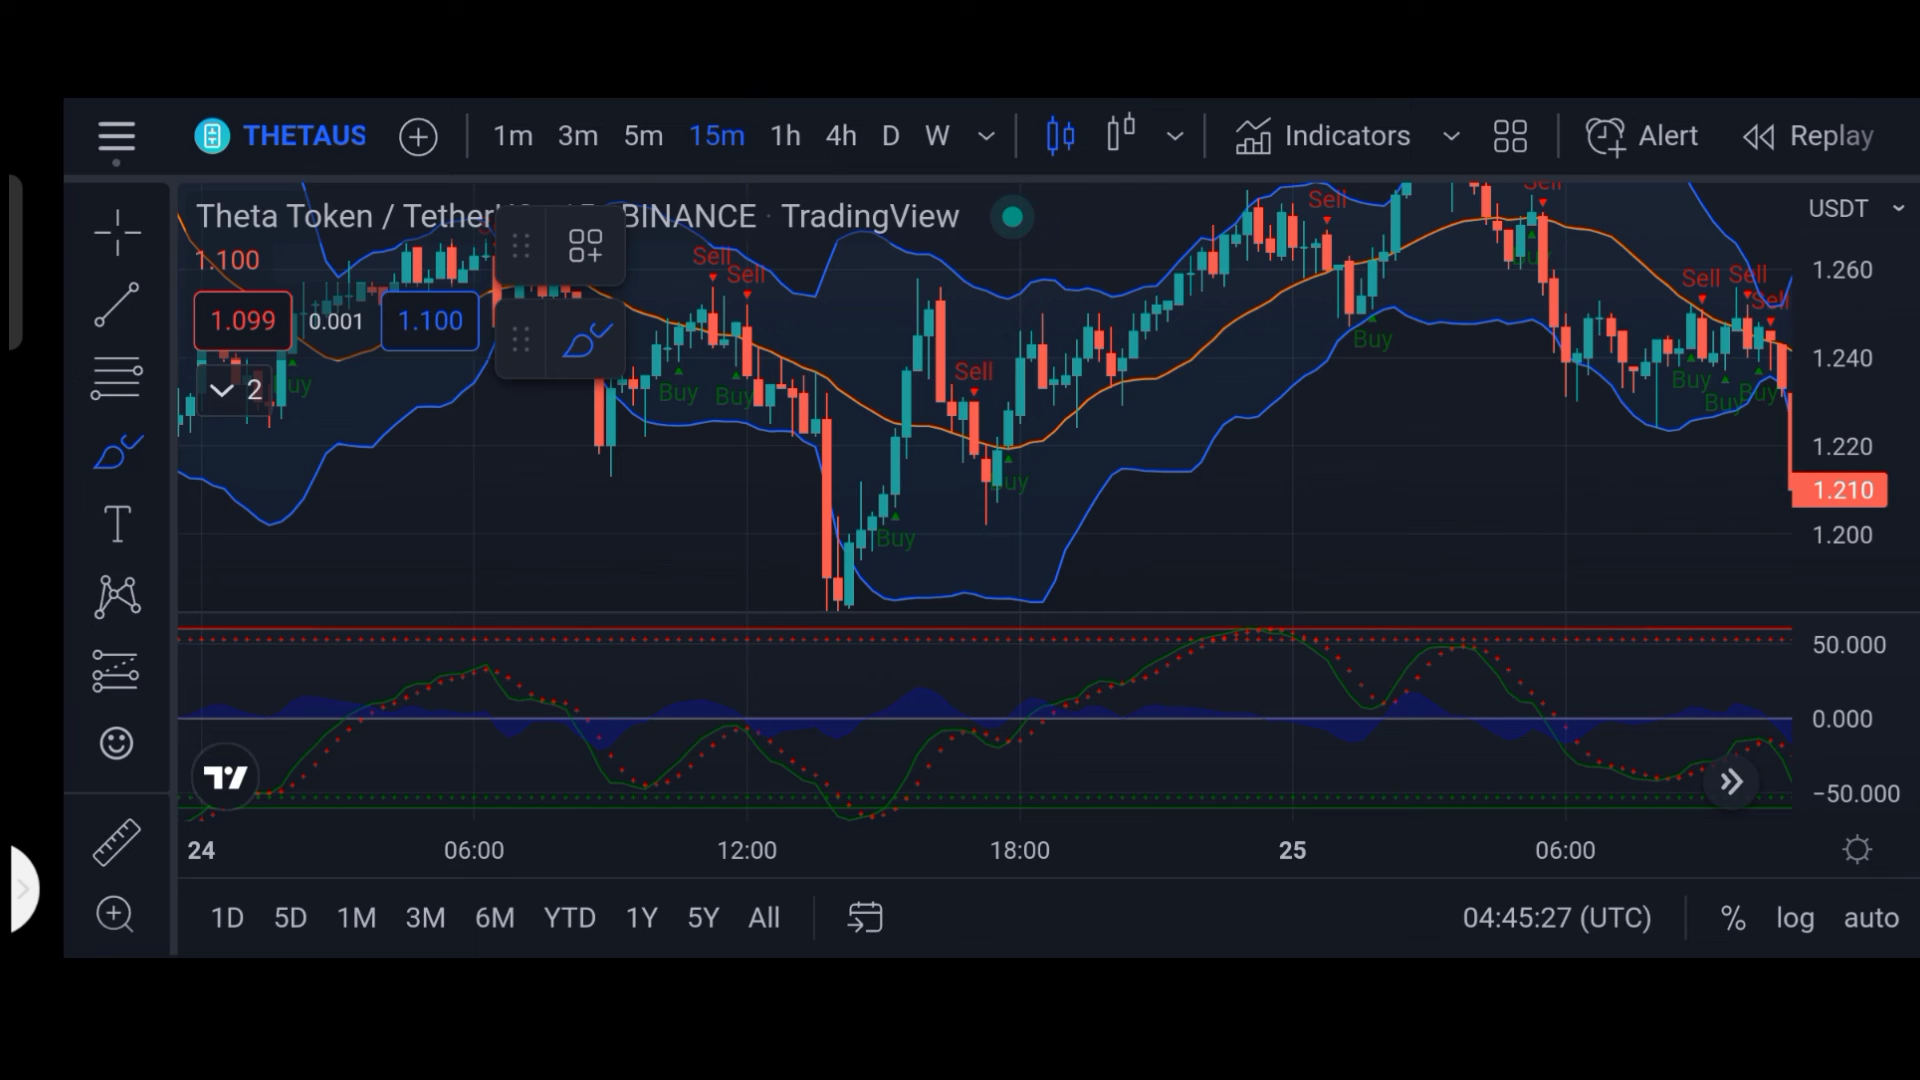 THETAUS 1m 3m 5m 15m 1h 4h D W Indicators Alert Replay
Theta Token / Tether BINANCE · TradingView
USDT
1.100
1.099 0.001 1.100
2
Sell
Sell
Sell
Sell
Sell
Sell
Sell
Sell
Buy
Buy
Buy
Buy
Buy
Buy
Buy
Buy
1.260
1.240
1.220
1.210
1.200
50.000
0.000
−50.000
24 06:00 12:00 18:00 25 06:00
1D 5D 1M 3M 6M YTD 1Y 5Y All 04:45:27 (UTC) % log auto